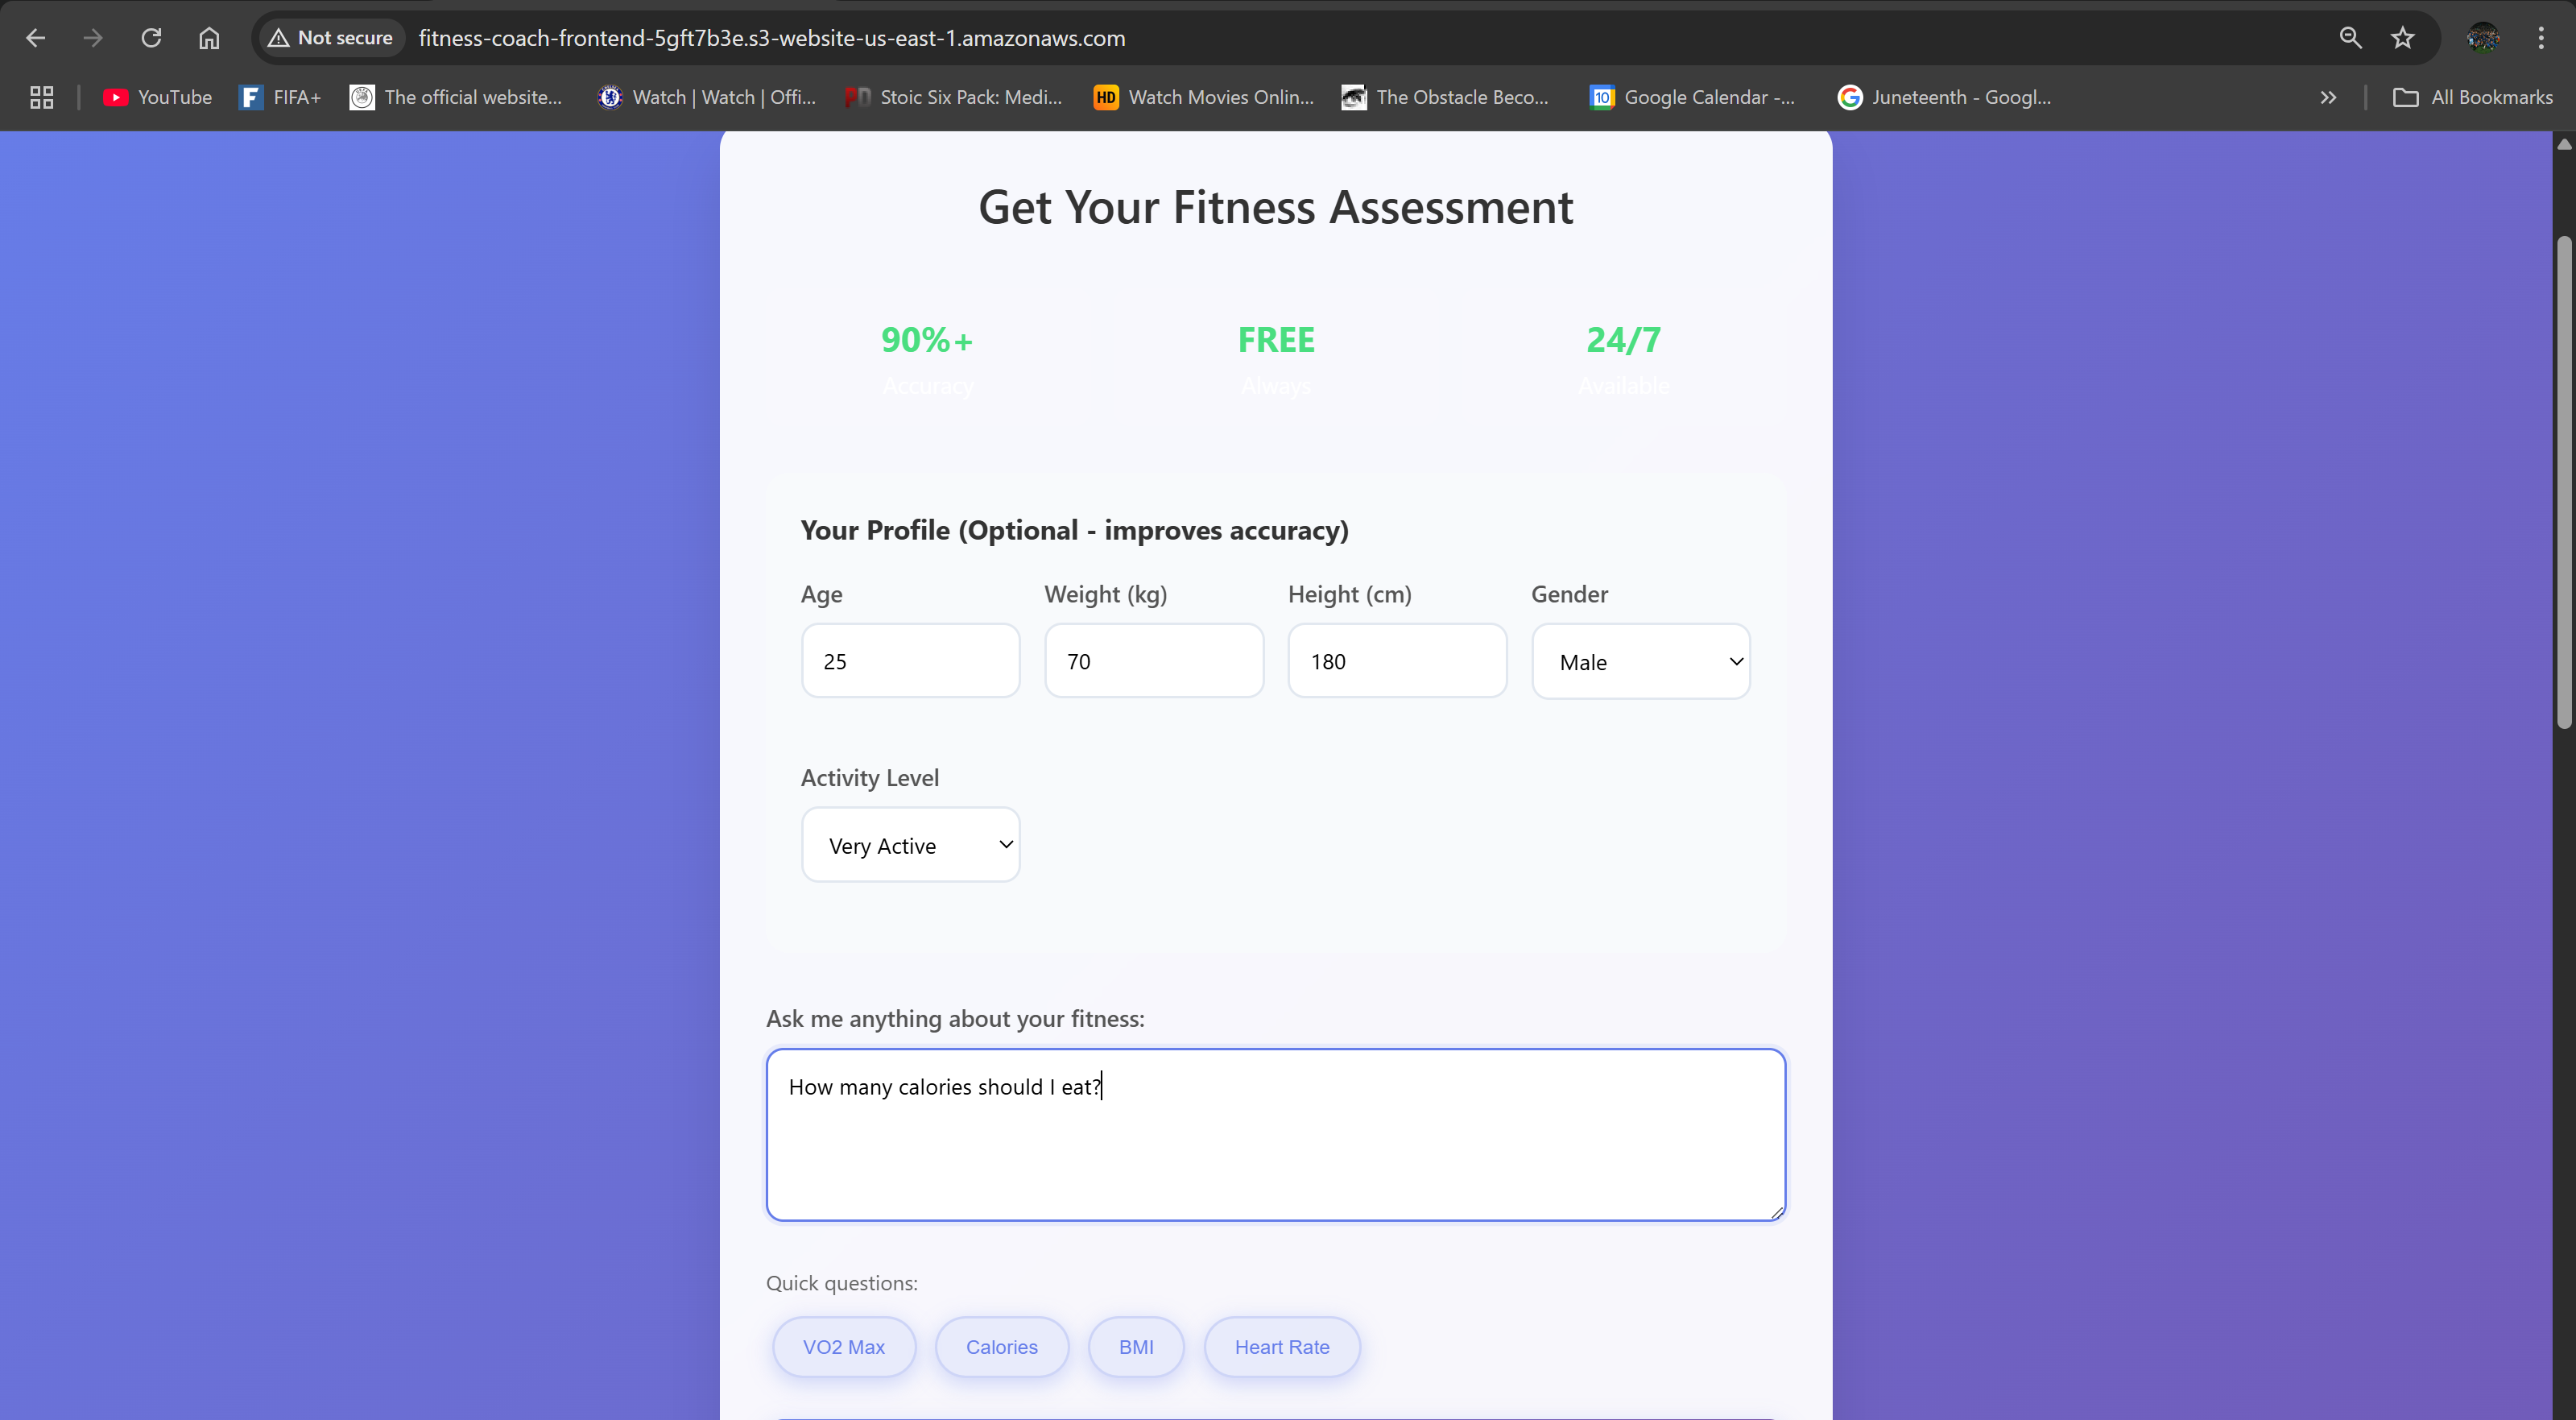 Not secure fitness-coach-frontend-5gft7b3e.s3-website-us-east-1.amazonaws.com
YouTube FIFA+ The official website... Watch | Watch | Offi... Stoic Six Pack: Medi... HD Watch Movies Onlin... The Obstacle Beco... 10 Google Calendar -... Juneteenth - Googl... All Bookmarks
Get Your Fitness Assessment
90%+ FREE 24/7
Accuracy Always Available
Your Profile (Optional - improves accuracy)
Age Weight (kg) Height (cm) Gender
25 70 180 Male
Activity Level
Very Active
Ask me anything about your fitness:
How many calories should I eat?
Quick questions:
VO2 Max Calories BMI Heart Rate